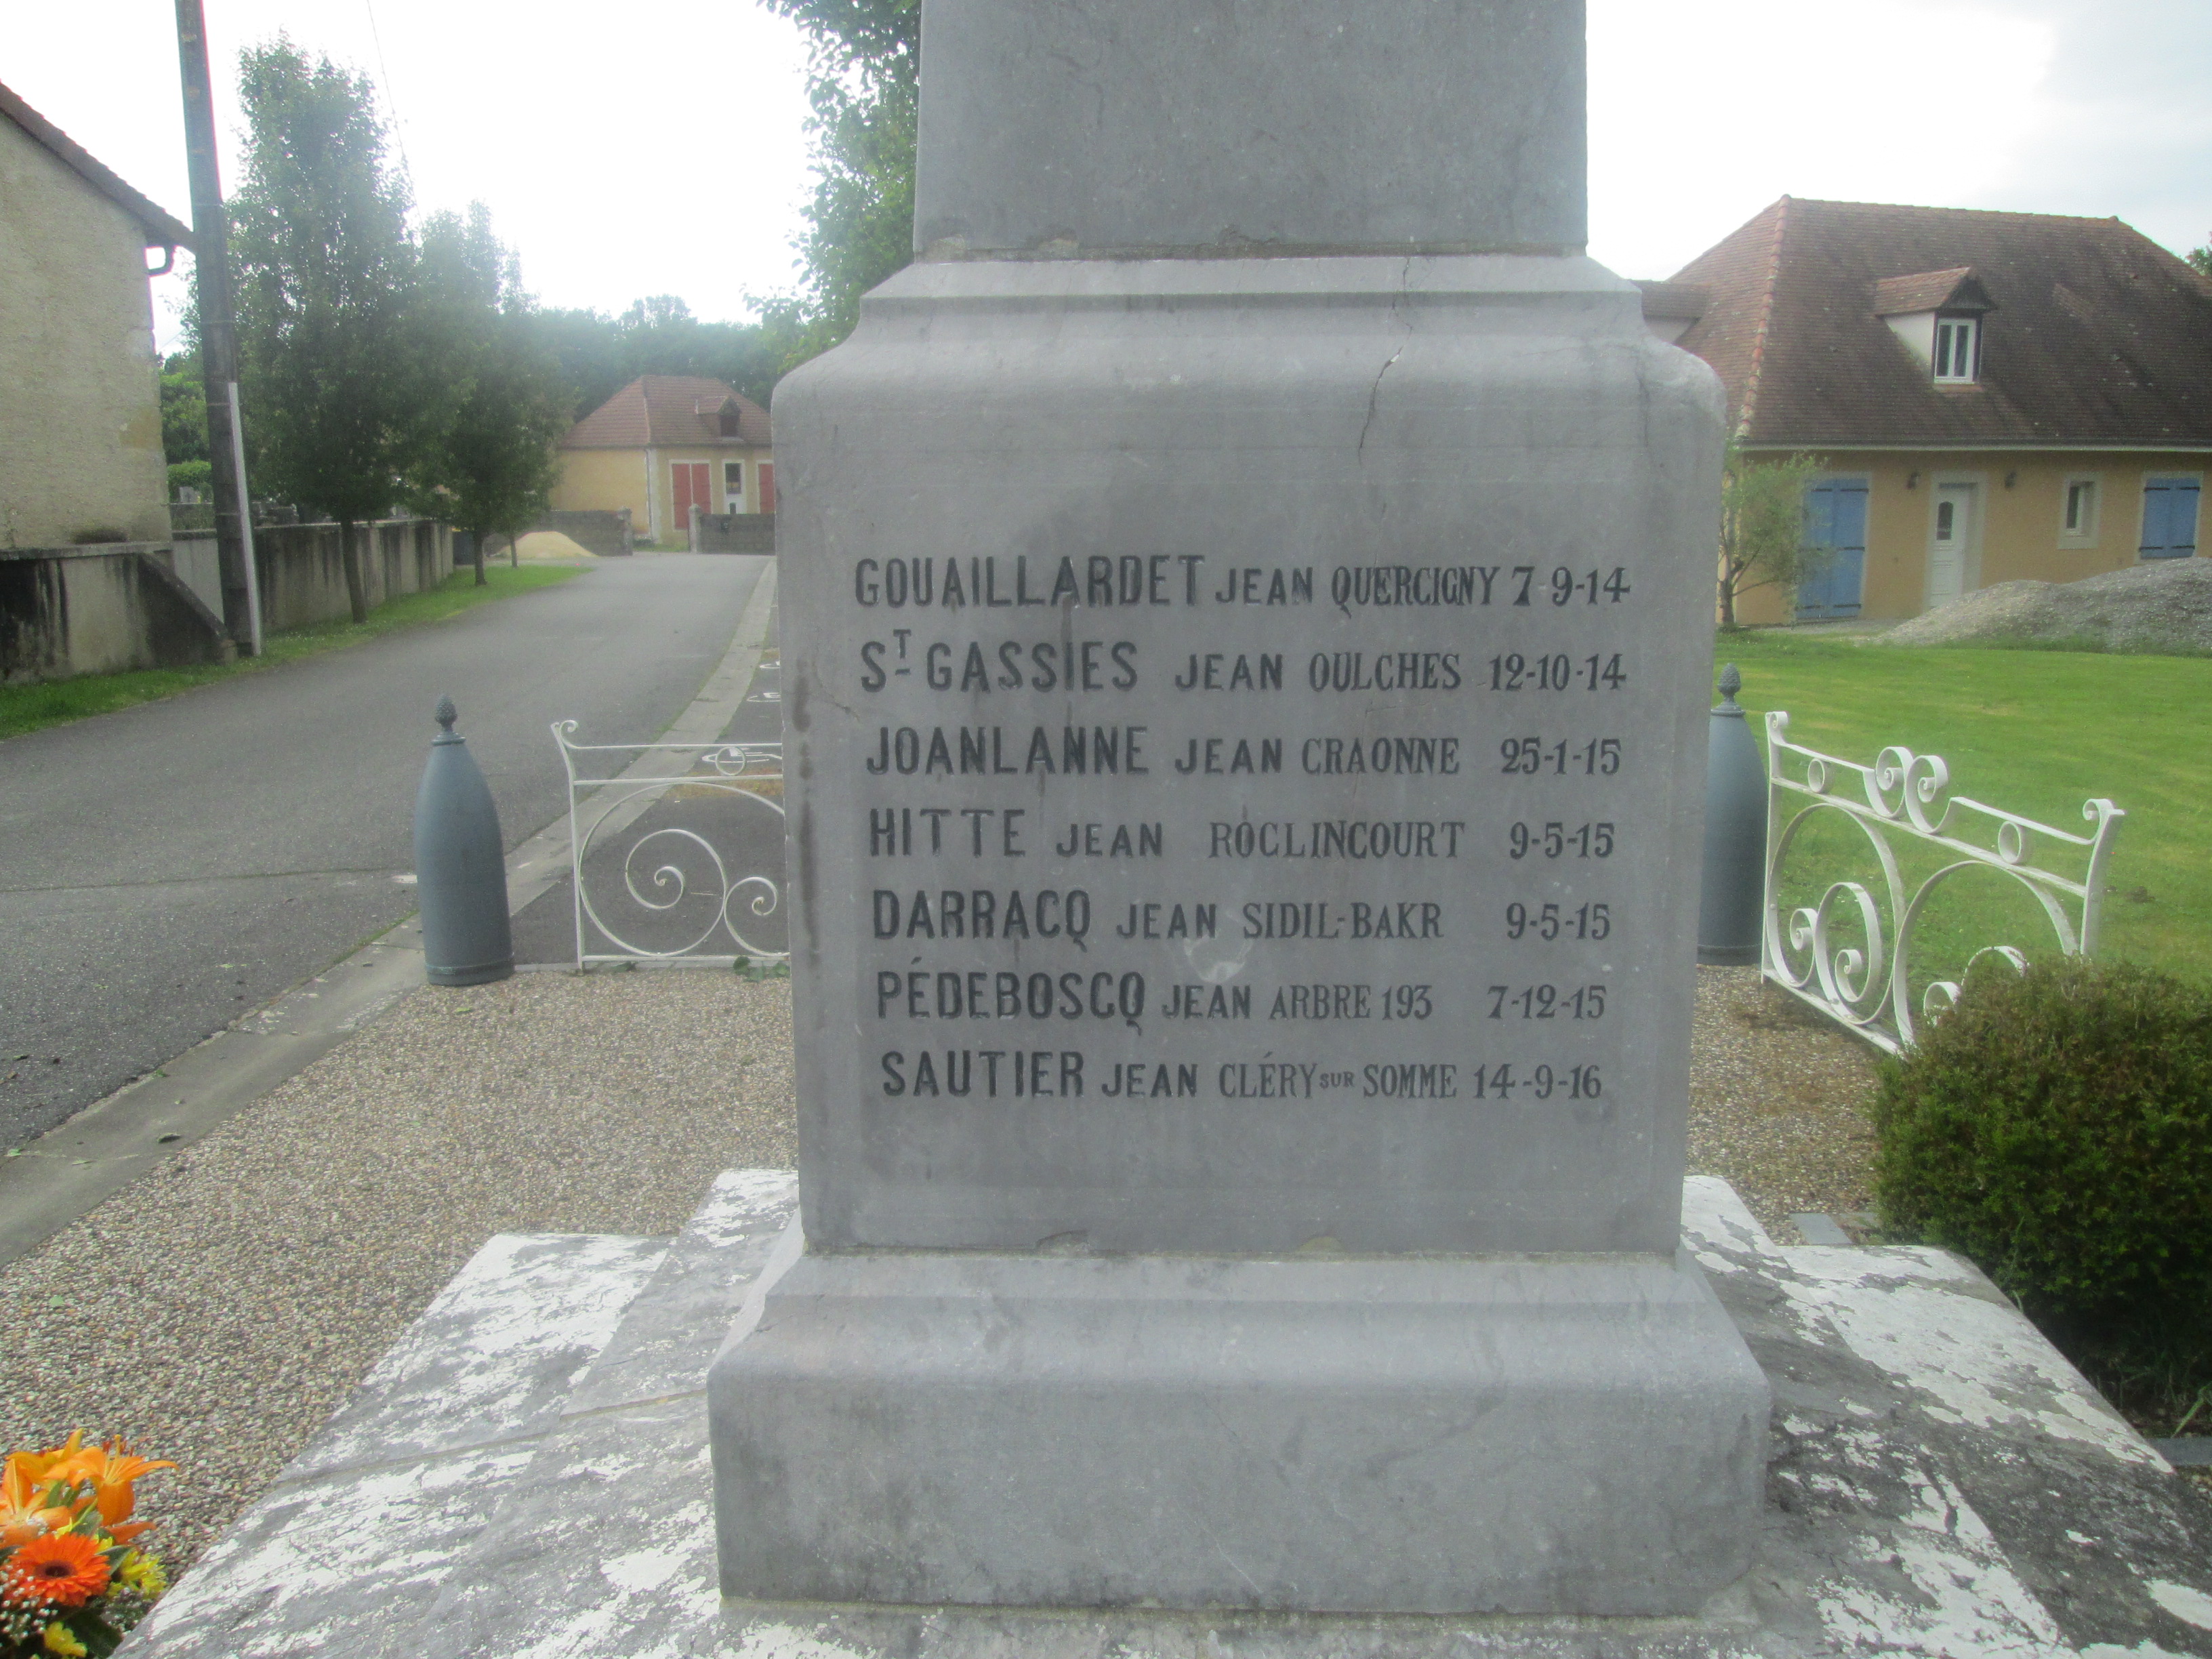 GOUAILLARDET JEAN QUERCIGNY 7-9-14
ST GASSIES JEAN OULCHES 12-10-14
JOANLANNE JEAN CRAONNE 25-1-15
HITTE JEAN ROCLINCOURT 9-5-15
DARRACQ JEAN SIDIL-BAKR 9-5-15
PÉDEBOSCQ JEAN ARBRE 193 7-12-15
SAUTIER JEAN CLÉRY SUR SOMME 14-9-16